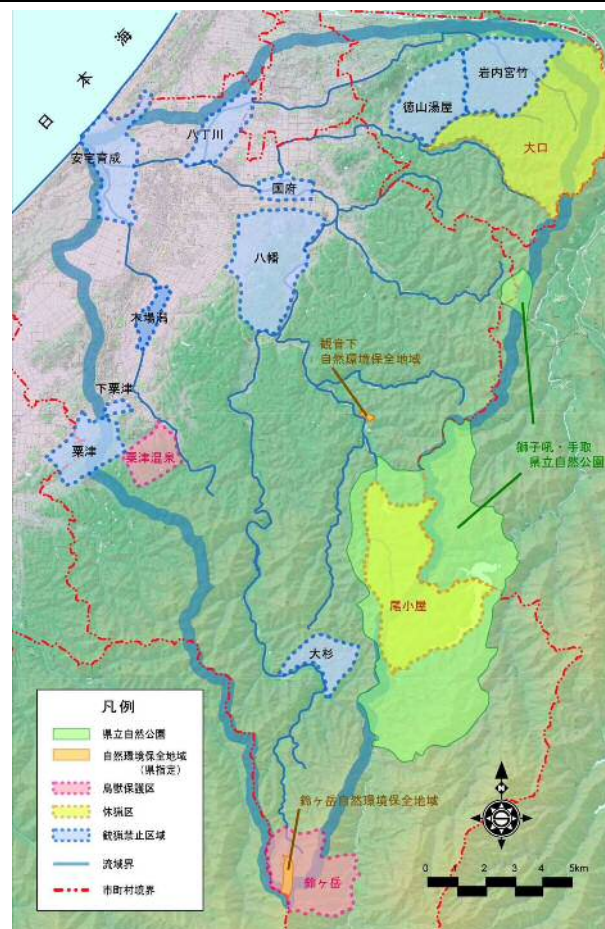 日本海
岩内宮竹
徳山湯屋
大口
八丁川
安宅育成
国府
八幡
木場潟
観音下
自然環境保全地域
下粟津
粟津
粟津温泉
獅子吼・手取
県立自然公園
尾小屋
大杉
凡例
県立自然公園
自然環境保全地域
(県指定)
鳥獣保護区
休猟区
銃猟禁止区域
流域界
市町村境界
鈴ヶ岳自然環境保全地域
鈴ヶ岳
N
0 1 2 3 4 5km